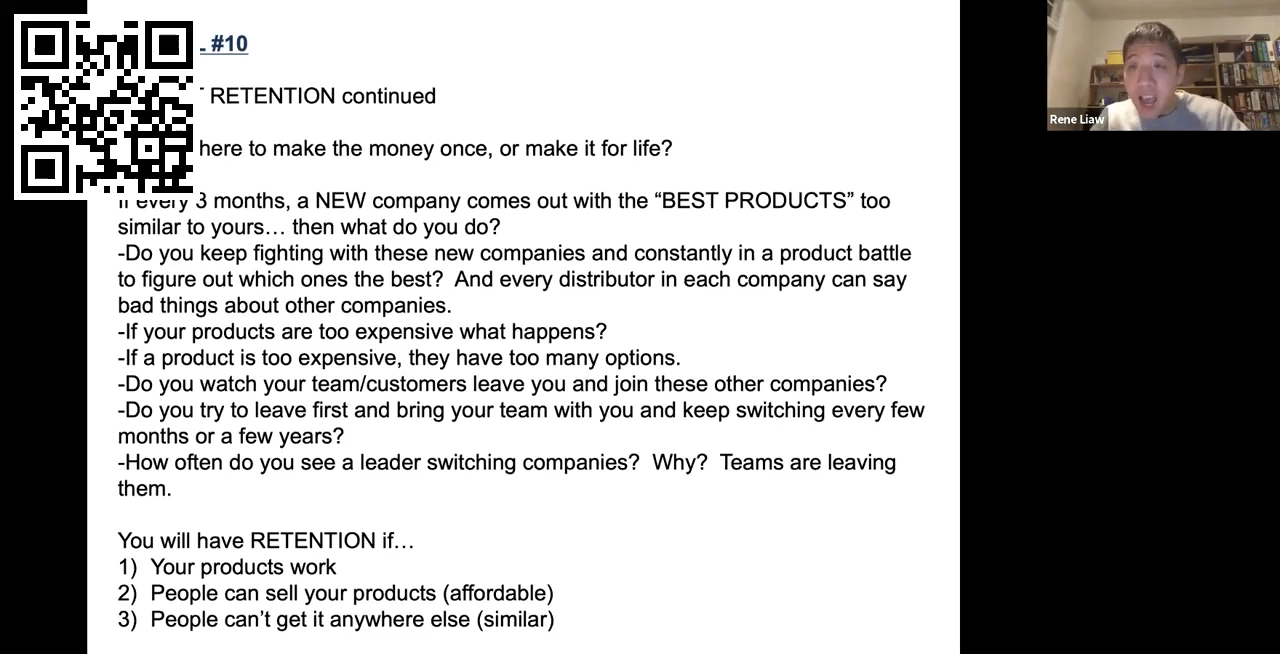 #10
RETENTION continued
here to make the money once, or make it for life?
If every 3 months, a NEW company comes out with the “BEST PRODUCTS” too
similar to yours… then what do you do?
-Do you keep fighting with these new companies and constantly in a product battle
to figure out which ones the best?  And every distributor in each company can say
bad things about other companies.
-If your products are too expensive what happens?
-If a product is too expensive, they have too many options.
-Do you watch your team/customers leave you and join these other companies?
-Do you try to leave first and bring your team with you and keep switching every few
months or a few years?
-How often do you see a leader switching companies?  Why?  Teams are leaving
them.
You will have RETENTION if…
1)  Your products work
2)  People can sell your products (affordable)
3)  People can’t get it anywhere else (similar)
Rene Liaw